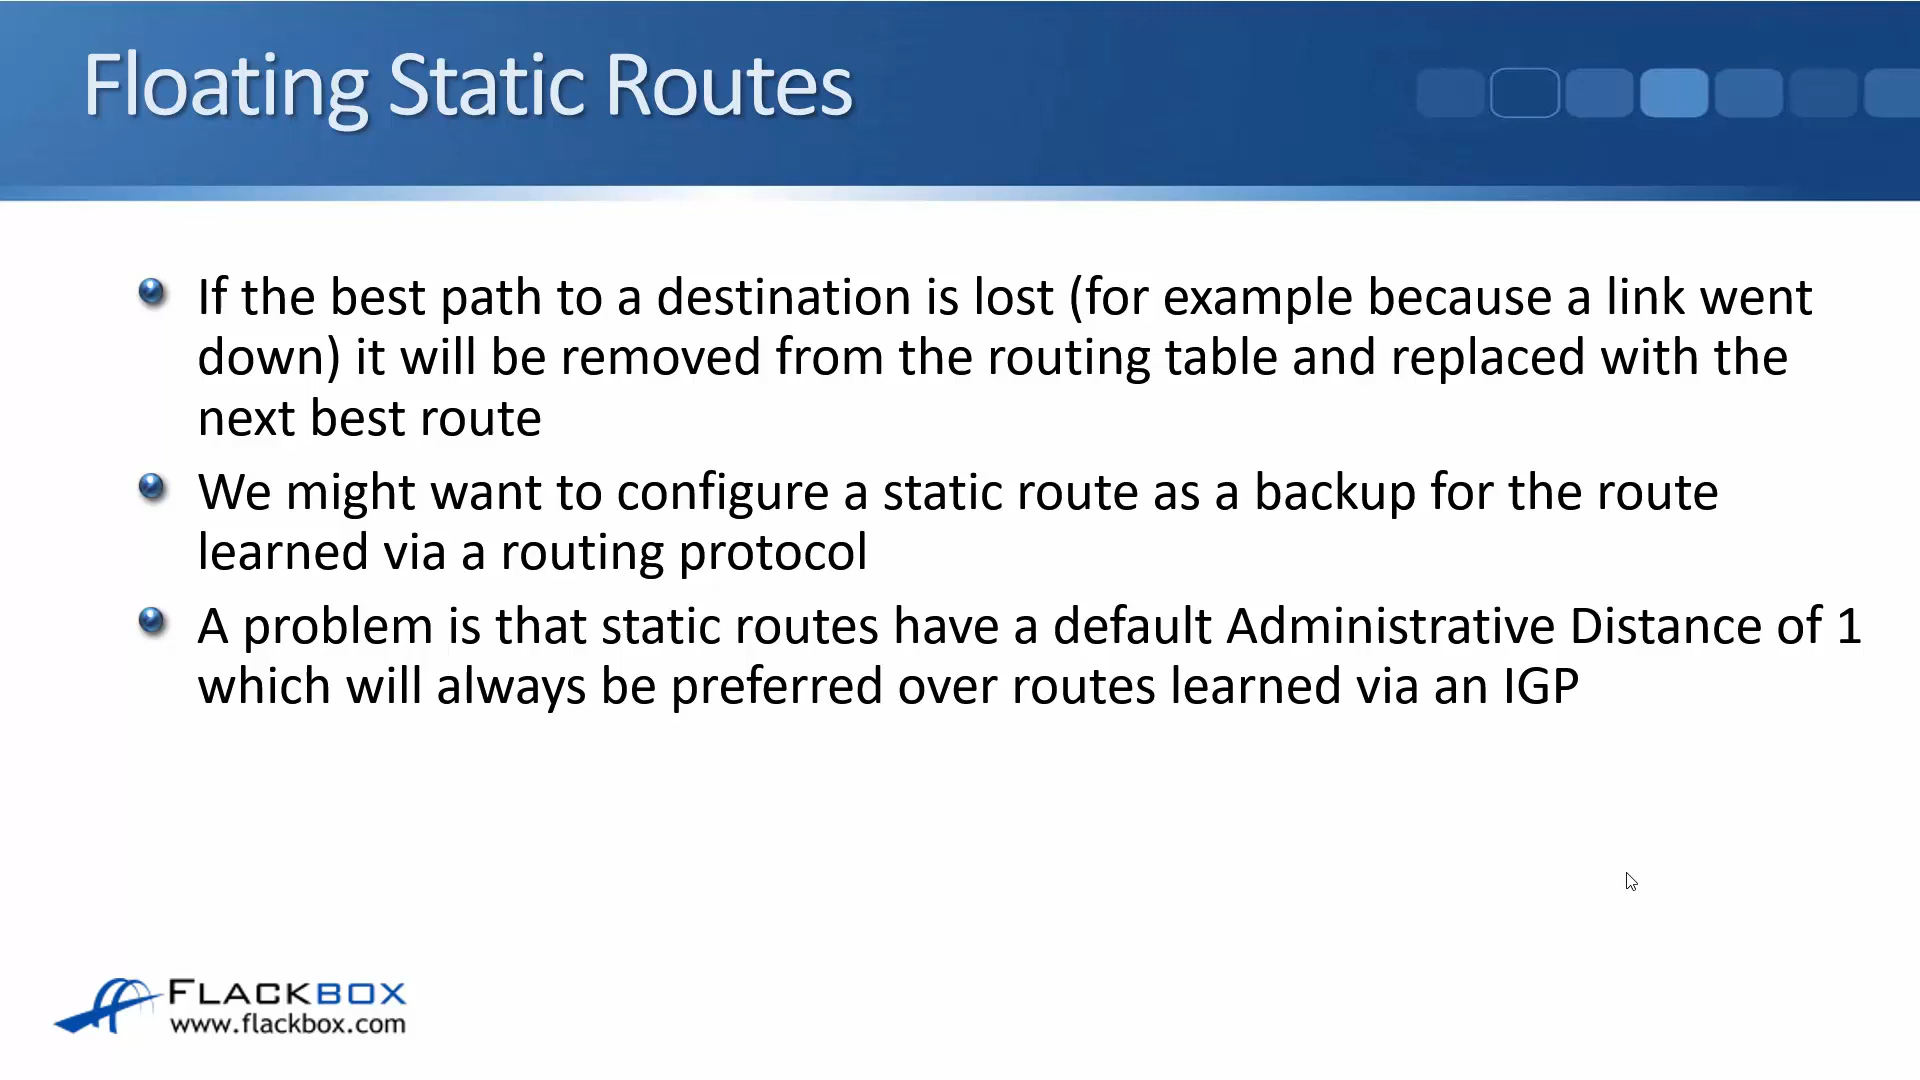 Floating Static Routes
If the best path to a destination is lost (for example because a link went
down) it will be removed from the routing table and replaced with the
next best route
We might want to configure a static route as a backup for the route
learned via a routing protocol
A problem is that static routes have a default Administrative Distance of 1
which will always be preferred over routes learned via an IGP
FLACKBOX
www.flackbox.com